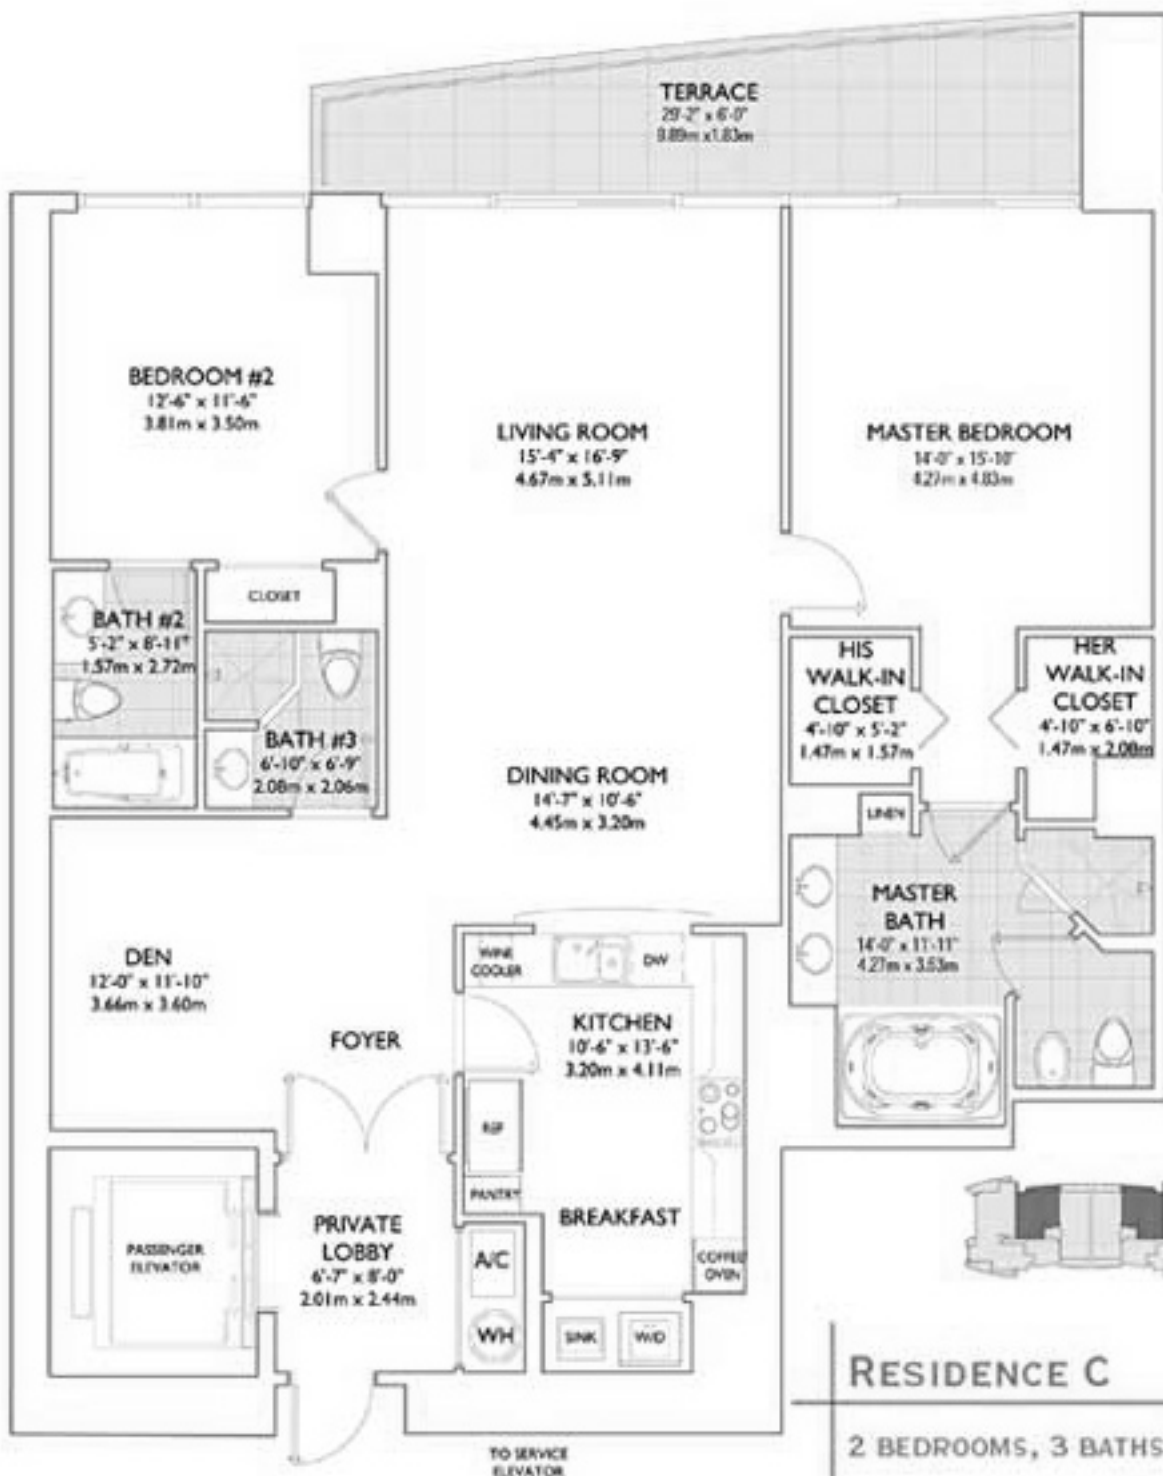 TERRACE
29'-2" x 6'-0"
8.89m x 1.83m
BEDROOM #2
12'-6" x 11'-6"
3.81m x 3.50m
LIVING ROOM
15'-4" x 16'-9"
4.67m x 5.11m
MASTER BEDROOM
14'-0" x 15'-10"
4.27m x 4.83m
CLOSET
BATH #2
5'-2" x 8'-11"
1.57m x 2.72m
HIS
WALK-IN
CLOSET
4'-10" x 5'-2"
1.47m x 1.57m
HER
WALK-IN
CLOSET
4'-10" x 6'-10"
1.47m x 2.08m
BATH #3
6'-10" x 6'-9"
2.08m x 2.06m
DINING ROOM
14'-7" x 10'-6"
4.45m x 3.20m
LINEN
MASTER
BATH
14'-0" x 11'-11"
4.27m x 3.53m
DEN
12'-0" x 11'-10"
3.66m x 3.60m
WINE
COOLER
DW
FOYER
KITCHEN
10'-6" x 13'-6"
3.20m x 4.11m
REF
PANTRY
BREAKFAST
PRIVATE
LOBBY
6'-7" x 8'-0"
2.01m x 2.44m
PASSENGER
ELEVATOR
A/C
COFFEE/
OVEN
WH
SINK
W/D
RESIDENCE C
2 BEDROOMS, 3 BATHS
TO SERVICE
ELEVATOR